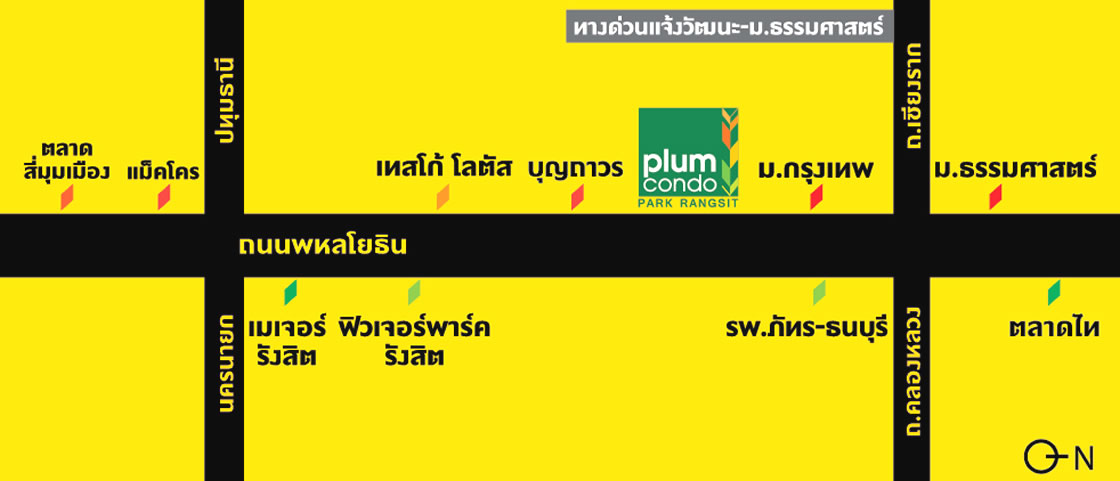 ทางด่วนแจ้งวัฒนะ-ม.ธรรมศาสตร์
ปทุมธานี
ถ.เชียงราก
ตลาด
สี่มุมเมือง
แม็คโคร
เทสโก้ โลตัส
บุญถาวร
plum
condo
PARK RANGSIT
ม.กรุงเทพ
ม.ธรรมศาสตร์
ถนนพหลโยธิน
นครนายก
เมเจอร์
รังสิต
ฟิวเจอร์พาร์ค
รังสิต
รพ.ภัทร-ธนบุรี
ถ.คลองหลวง
ตลาดไท
N